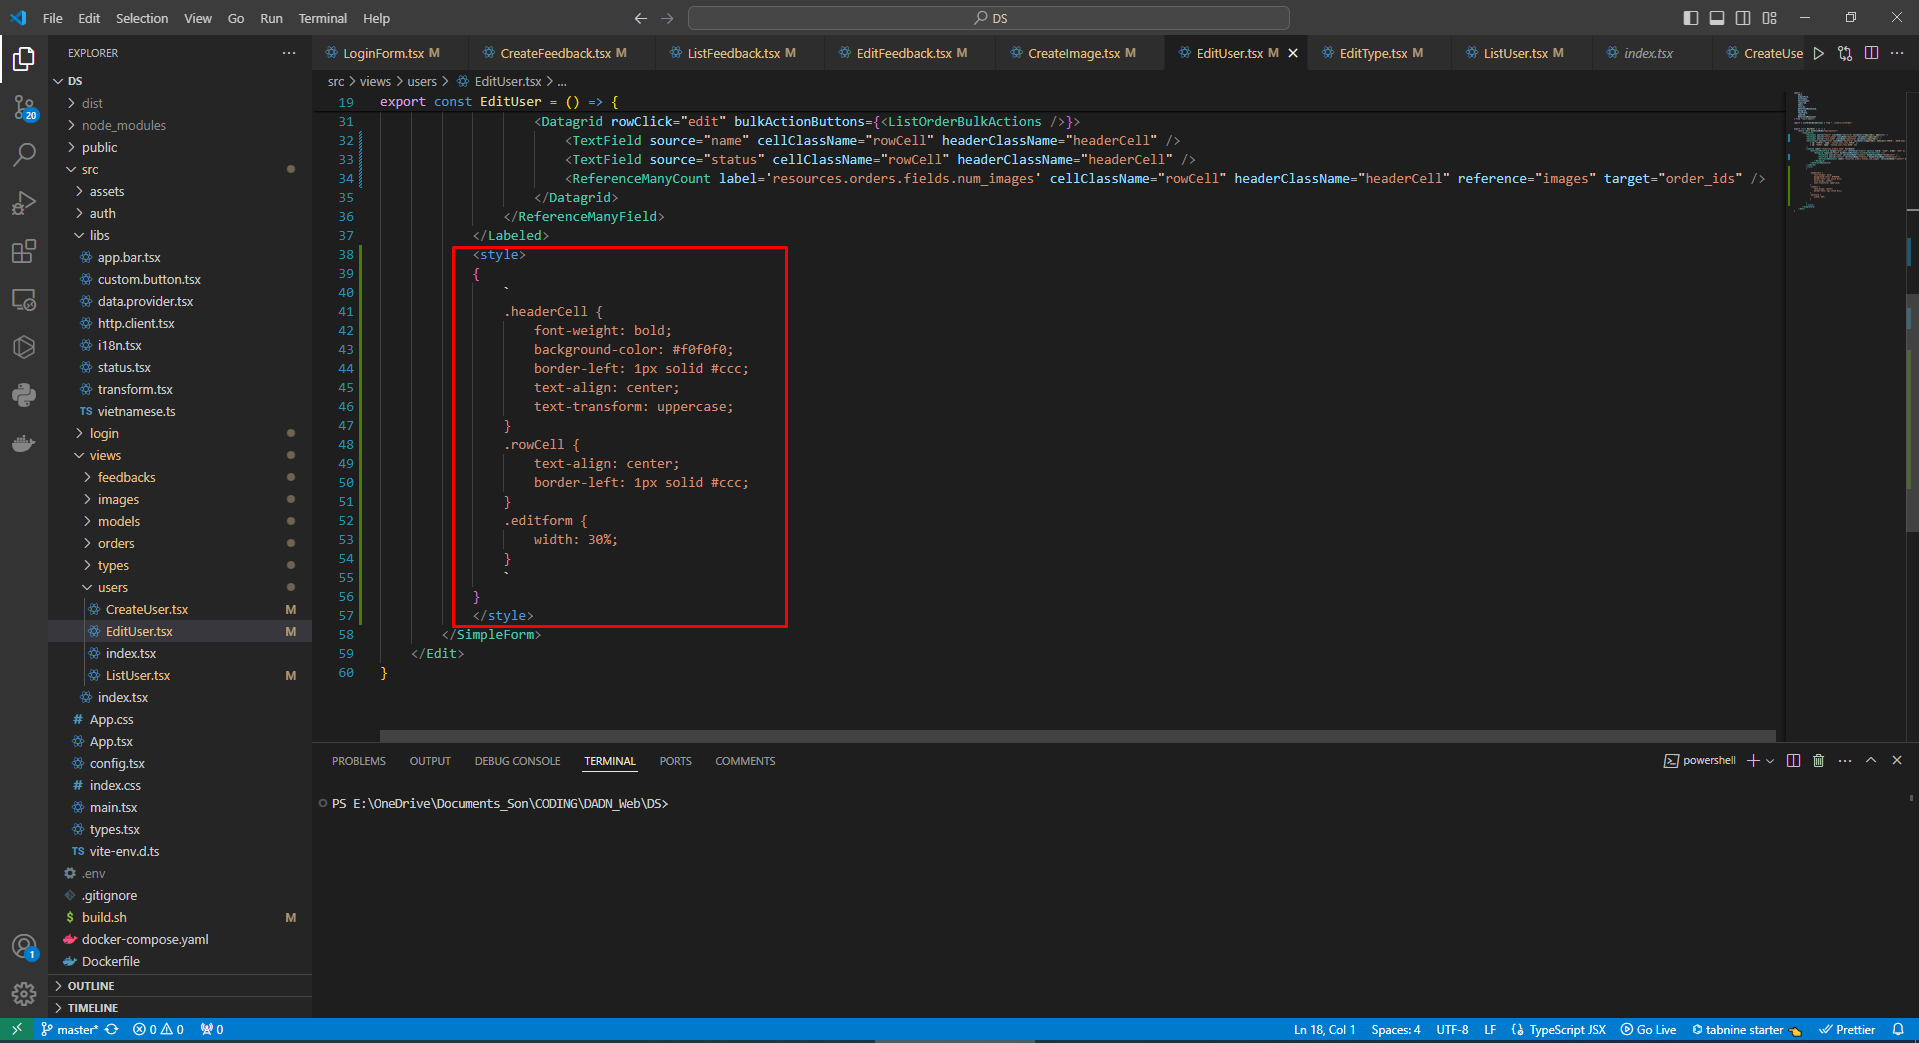 File Edit Selection View Go Run Terminal Help
DS
EXPLORER
DS
dist
node_modules
public
src
assets
auth
libs
app.bar.tsx
custom.button.tsx
data.provider.tsx
http.client.tsx
i18n.tsx
status.tsx
transform.tsx
TS vietnamese.ts
login
views
feedbacks
images
models
orders
types
users
CreateUser.tsx M
EditUser.tsx M
index.tsx
ListUser.tsx M
index.tsx
# App.css
App.tsx
config.tsx
# index.css
main.tsx
types.tsx
TS vite-env.d.ts
.env
.gitignore
$ build.sh M
docker-compose.yaml
Dockerfile
OUTLINE
TIMELINE
20
1
LoginForm.tsx M CreateFeedback.tsx M ListFeedback.tsx M EditFeedback.tsx M CreateImage.tsx M EditUser.tsx M EditType.tsx M ListUser.tsx M index.tsx CreateUse
src > views > users > EditUser.tsx > ...
19 export const EditUser = () => {
31 <Datagrid rowClick="edit" bulkActionButtons={<ListOrderBulkActions />}>
32 <TextField source="name" cellClassName="rowCell" headerClassName="headerCell" />
33 <TextField source="status" cellClassName="rowCell" headerClassName="headerCell" />
34 <ReferenceManyCount label='resources.orders.fields.num_images' cellClassName="rowCell" headerClassName="headerCell" reference="images" target="order_ids" />
35 </Datagrid>
36 </ReferenceManyField>
37 </Labeled>
38 <style>
39 {
40 `
41 .headerCell {
42 font-weight: bold;
43 background-color: #f0f0f0;
44 border-left: 1px solid #ccc;
45 text-align: center;
46 text-transform: uppercase;
47 }
48 .rowCell {
49 text-align: center;
50 border-left: 1px solid #ccc;
51 }
52 .editform {
53 width: 30%;
54 }
55 `
56 }
57 </style>
58 </SimpleForm>
59 </Edit>
60 }
PROBLEMS OUTPUT DEBUG CONSOLE TERMINAL PORTS COMMENTS
powershell
PS E:\OneDrive\Documents_Son\CODING\DADN_Web\DS>
master* 0 0 0
Ln 18, Col 1 Spaces: 4 UTF-8 LF TypeScript JSX Go Live tabnine starter Prettier